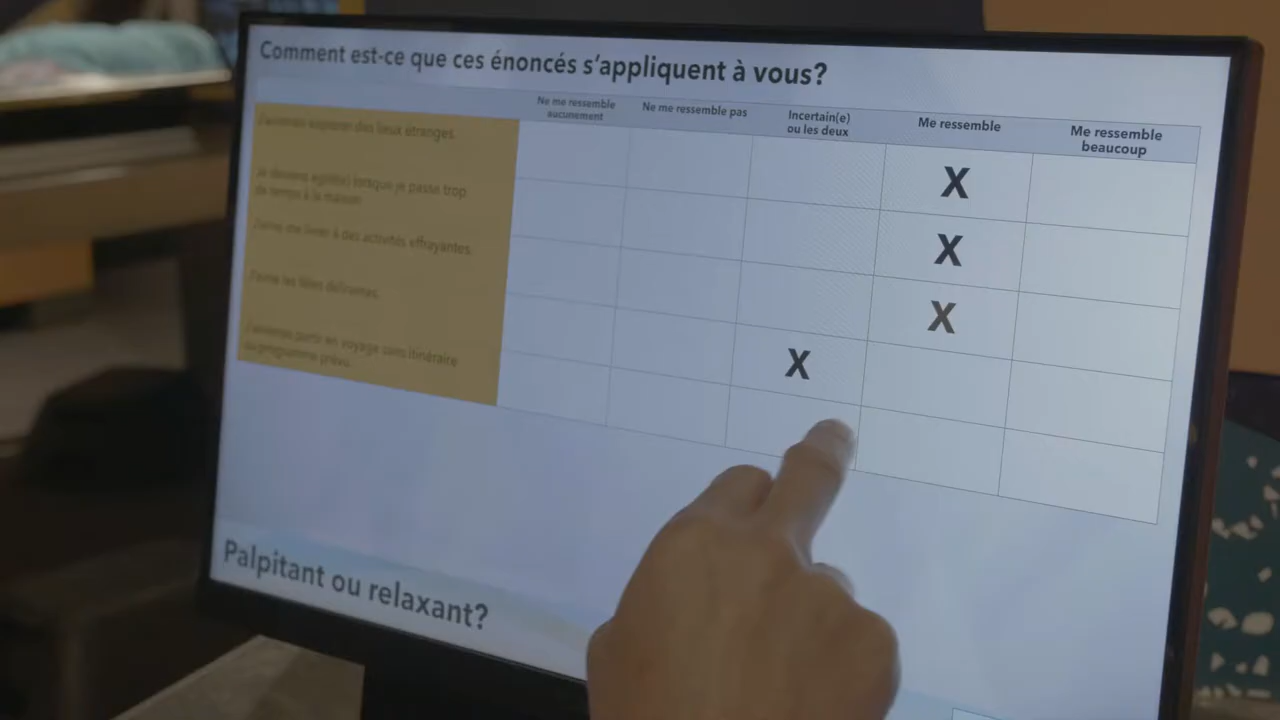 Comment est-ce que ces énoncés s'appliquent à vous?
Ne me ressemble
aucunement
Ne me ressemble pas
Incertain(e)
ou les deux
Me ressemble
Me ressemble
beaucoup
J'aimerais explorer des lieux étranges.
X
Je deviens agité(e) lorsque je passe trop
de temps à la maison
X
J'aime me livrer à des activités effrayantes.
X
J'aime les fêtes délirantes.
X
J'aimerais partir en voyage sans itinéraire
ou programme prévu.
Palpitant ou relaxant?